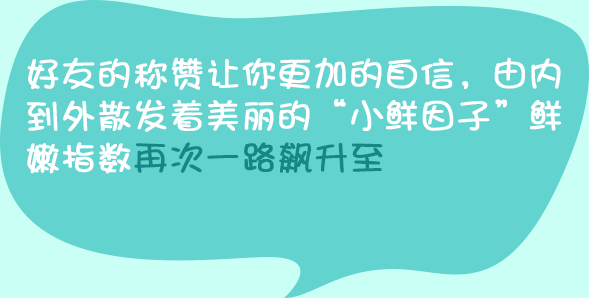 好友的称赞让你更加的自信，由内
到外散发着美丽的“小鲜因子”鲜
嫩指数再次一路飙升至